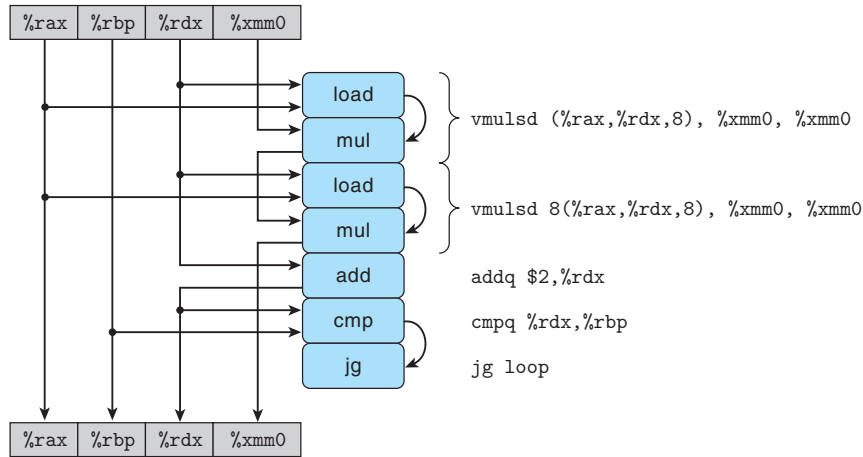 %rax %rbp %rdx %xmm0
load
mul
vmulsd (%rax,%rdx,8), %xmm0, %xmm0
load
mul
vmulsd 8(%rax,%rdx,8), %xmm0, %xmm0
add addq $2,%rdx
cmp cmpq %rdx,%rbp
jg jg loop
%rax %rbp %rdx %xmm0